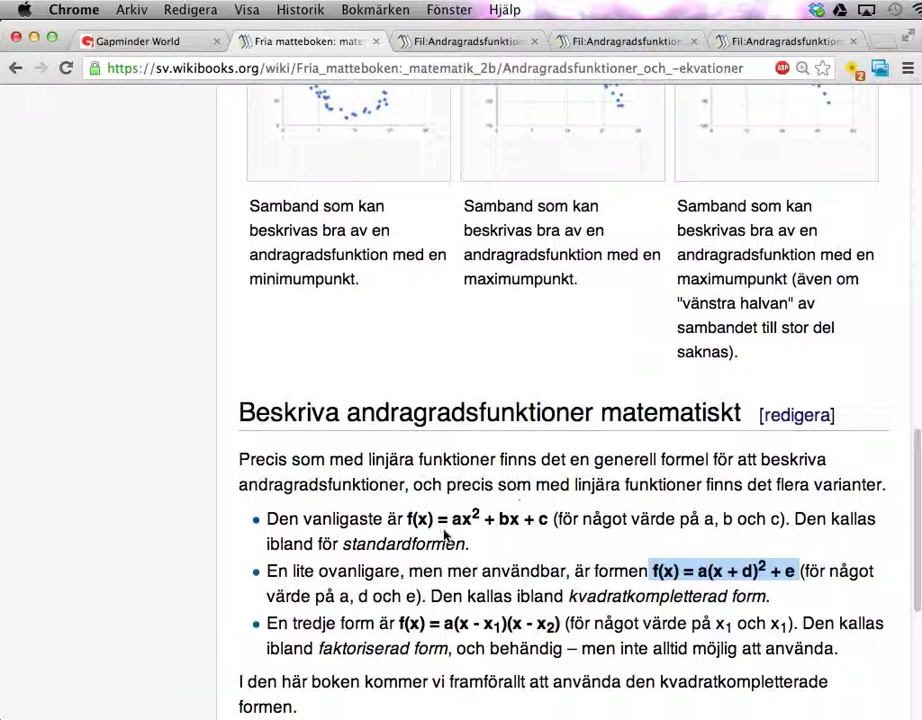 Chrome Arkiv Redigera Visa Historik Bokmärken Fönster Hjälp
Gapminder World × Fria matteboken: mate × Fil:Andragradsfunktion × Fil:Andragradsfunktion × Fil:Andragradsfunktion ×
https://sv.wikibooks.org/wiki/Fria_matteboken:_matematik_2b/Andragradsfunktioner_och_-ekvationer ABP 2
Samband som kan
beskrivas bra av en
andragradsfunktion med en
minimumpunkt.
Samband som kan
beskrivas bra av en
andragradsfunktion med en
maximumpunkt.
Samband som kan
beskrivas bra av en
andragradsfunktion med en
maximumpunkt (även om
"vänstra halvan" av
sambandet till stor del
saknas).
Beskriva andragradsfunktioner matematiskt [redigera]
Precis som med linjära funktioner finns det en generell formel för att beskriva
andragradsfunktioner, och precis som med linjära funktioner finns det flera varianter.
• Den vanligaste är f(x) = ax² + bx + c (för något värde på a, b och c). Den kallas
ibland för standardformen.
• En lite ovanligare, men mer användbar, är formen f(x) = a(x + d)² + e (för något
värde på a, d och e). Den kallas ibland kvadratkompletterad form.
• En tredje form är f(x) = a(x - x₁)(x - x₂) (för något värde på x₁ och x₁). Den kallas
ibland faktoriserad form, och behändig – men inte alltid möjlig att använda.
I den här boken kommer vi framförallt att använda den kvadratkompletterade
formen.